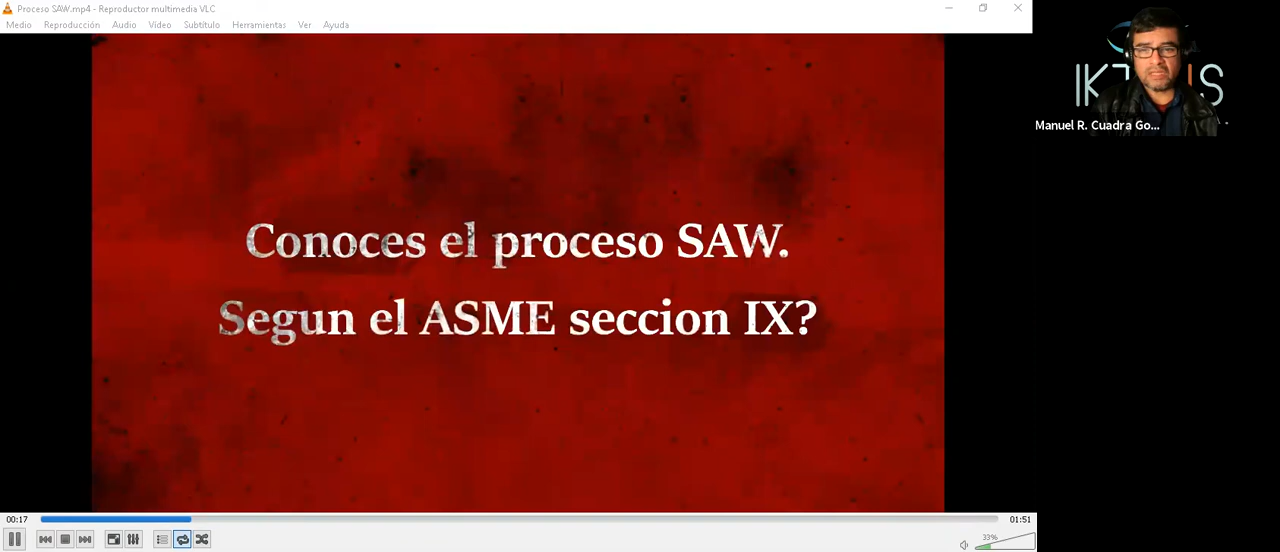 Proceso SAW.mp4 - Reproductor multimedia VLC
Medio Reproducción Audio Vídeo Subtítulo Herramientas Ver Ayuda
Conoces el proceso SAW.
Segun el ASME seccion IX?
Manuel R. Cuadra Go...
00:17
01:51
33%